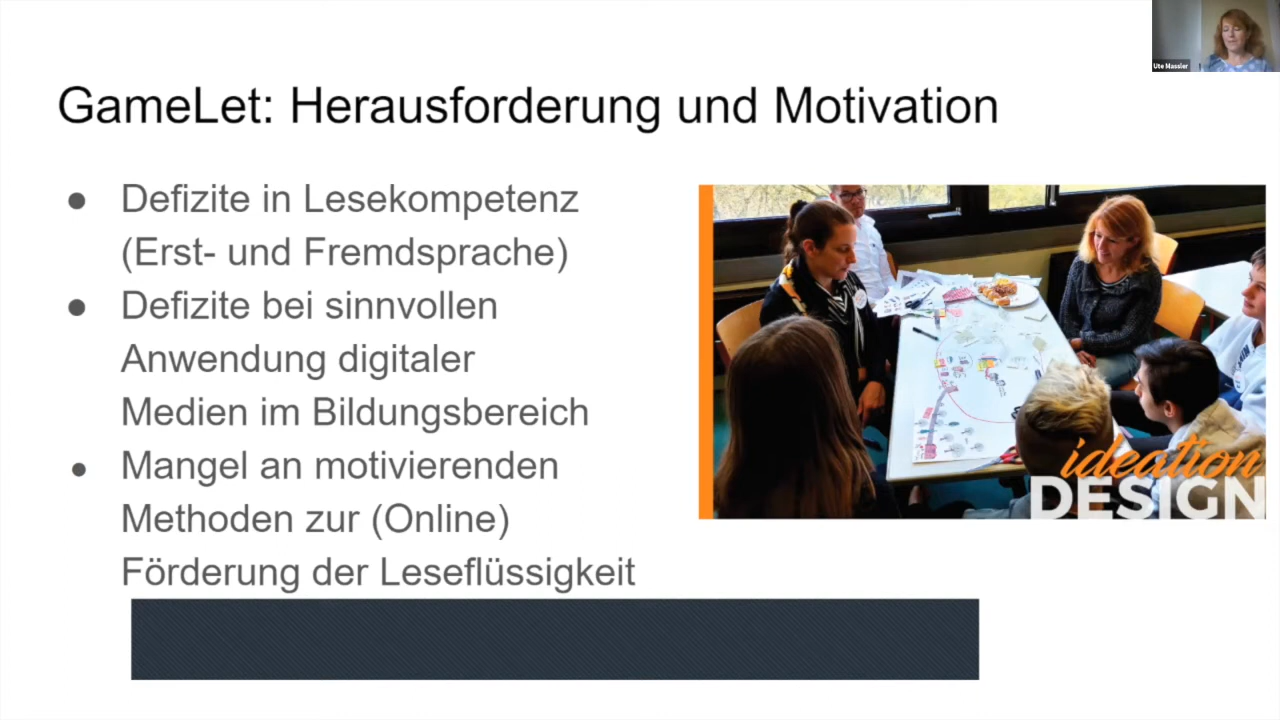 Ute Massler
GameLet: Herausforderung und Motivation
● Defizite in Lesekompetenz
(Erst- und Fremdsprache)
● Defizite bei sinnvollen
Anwendung digitaler
Medien im Bildungsbereich
● Mangel an motivierenden
Methoden zur (Online)
Förderung der Leseflüssigkeit
ideation
DESIGN